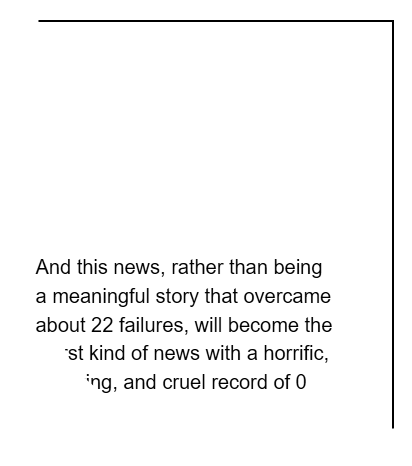 And this news, rather than being
a meaningful story that overcame
about 22 failures, will become the
kind of news with a horrific,
and cruel record of 0